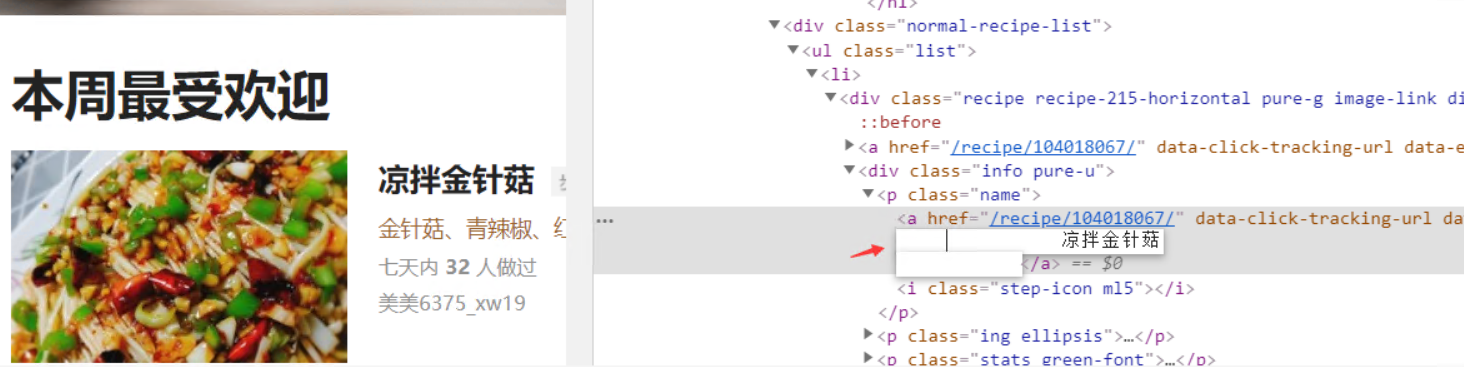 本周最受欢迎
凉拌金针菇
金针菇、青辣椒、
七天内 32 人做过
美美6375_xw19
▼<div class="normal-recipe-list">
▼<ul class="list">
▼<li>
▼<div class="recipe recipe-215-horizontal pure-g image-link di
::before
▶<a href="/recipe/104018067/" data-click-tracking-url data-e
▼<div class="info pure-u">
▼<p class="name">
… <a href="/recipe/104018067/" data-click-tracking-url da
凉拌金针菇
</a> == $0
<i class="step-icon ml5"></i>
</p>
▶<p class="ing ellipsis">…</p>
▶<p class="stats green-font">…</p>